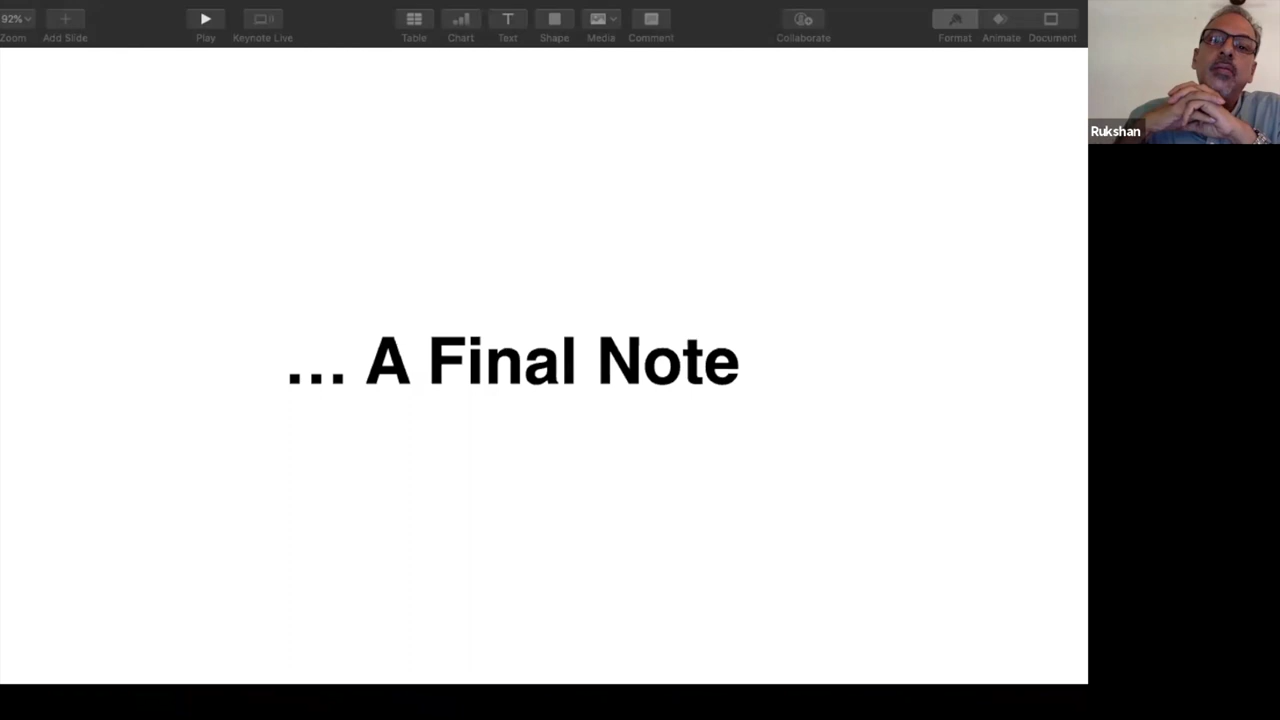 92%
Zoom
Add Slide
Play
Keynote Live
Table
Chart
Text
Shape
Media
Comment
Collaborate
Format
Animate
Document
Rukshan
... A Final Note